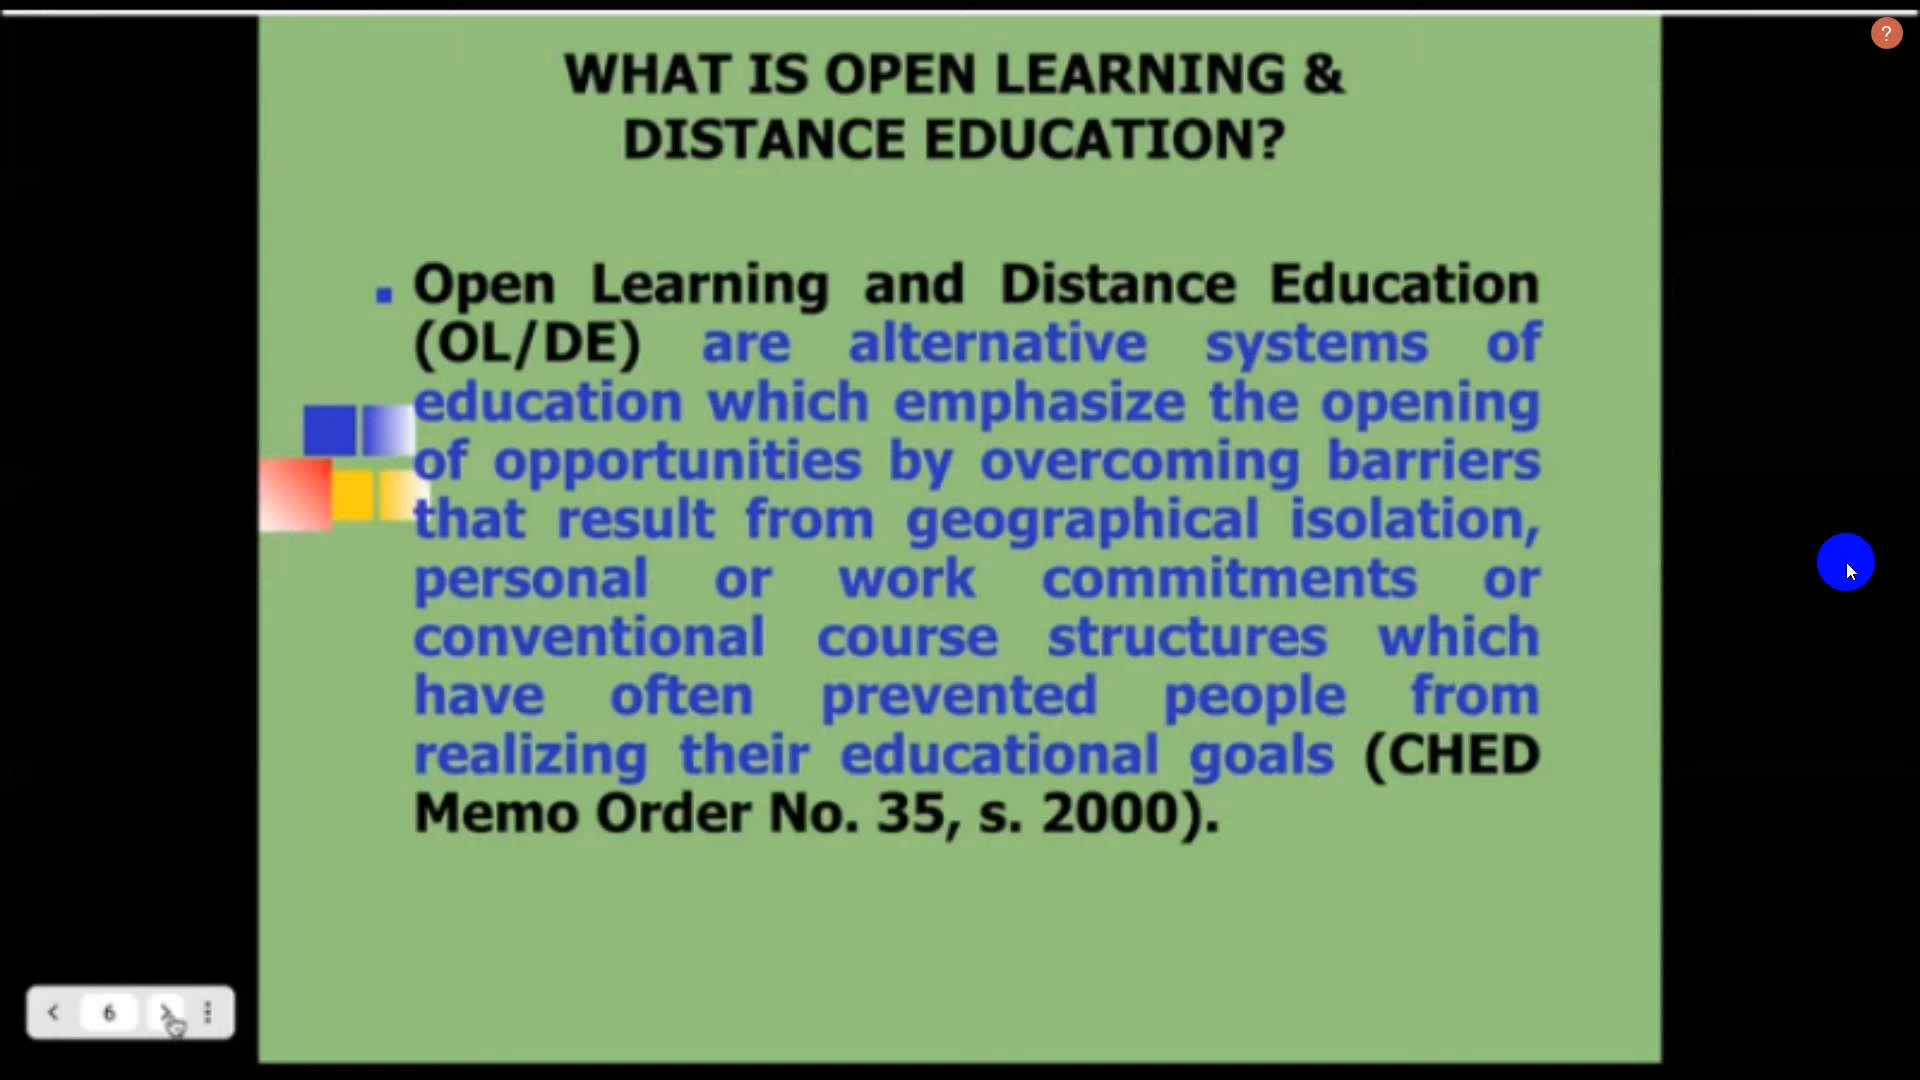 WHAT IS OPEN LEARNING &
DISTANCE EDUCATION?
Open Learning and Distance Education
(OL/DE) are alternative systems of
education which emphasize the opening
of opportunities by overcoming barriers
that result from geographical isolation,
personal or work commitments or
conventional course structures which
have often prevented people from
realizing their educational goals (CHED
Memo Order No. 35, s. 2000).
6
?